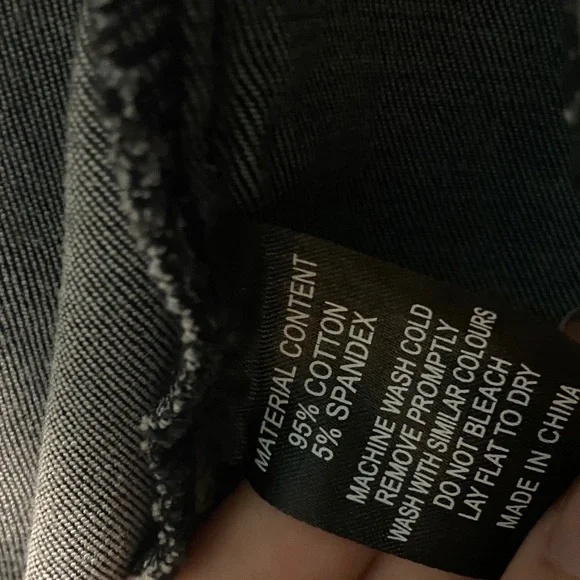 MATERIAL CONTENT
95% COTTON
5% SPANDEX
MACHINE WASH COLD
REMOVE PROMPTLY
WASH WITH SIMILAR COLOURS
DO NOT BLEACH
LAY FLAT TO DRY
MADE IN CHINA